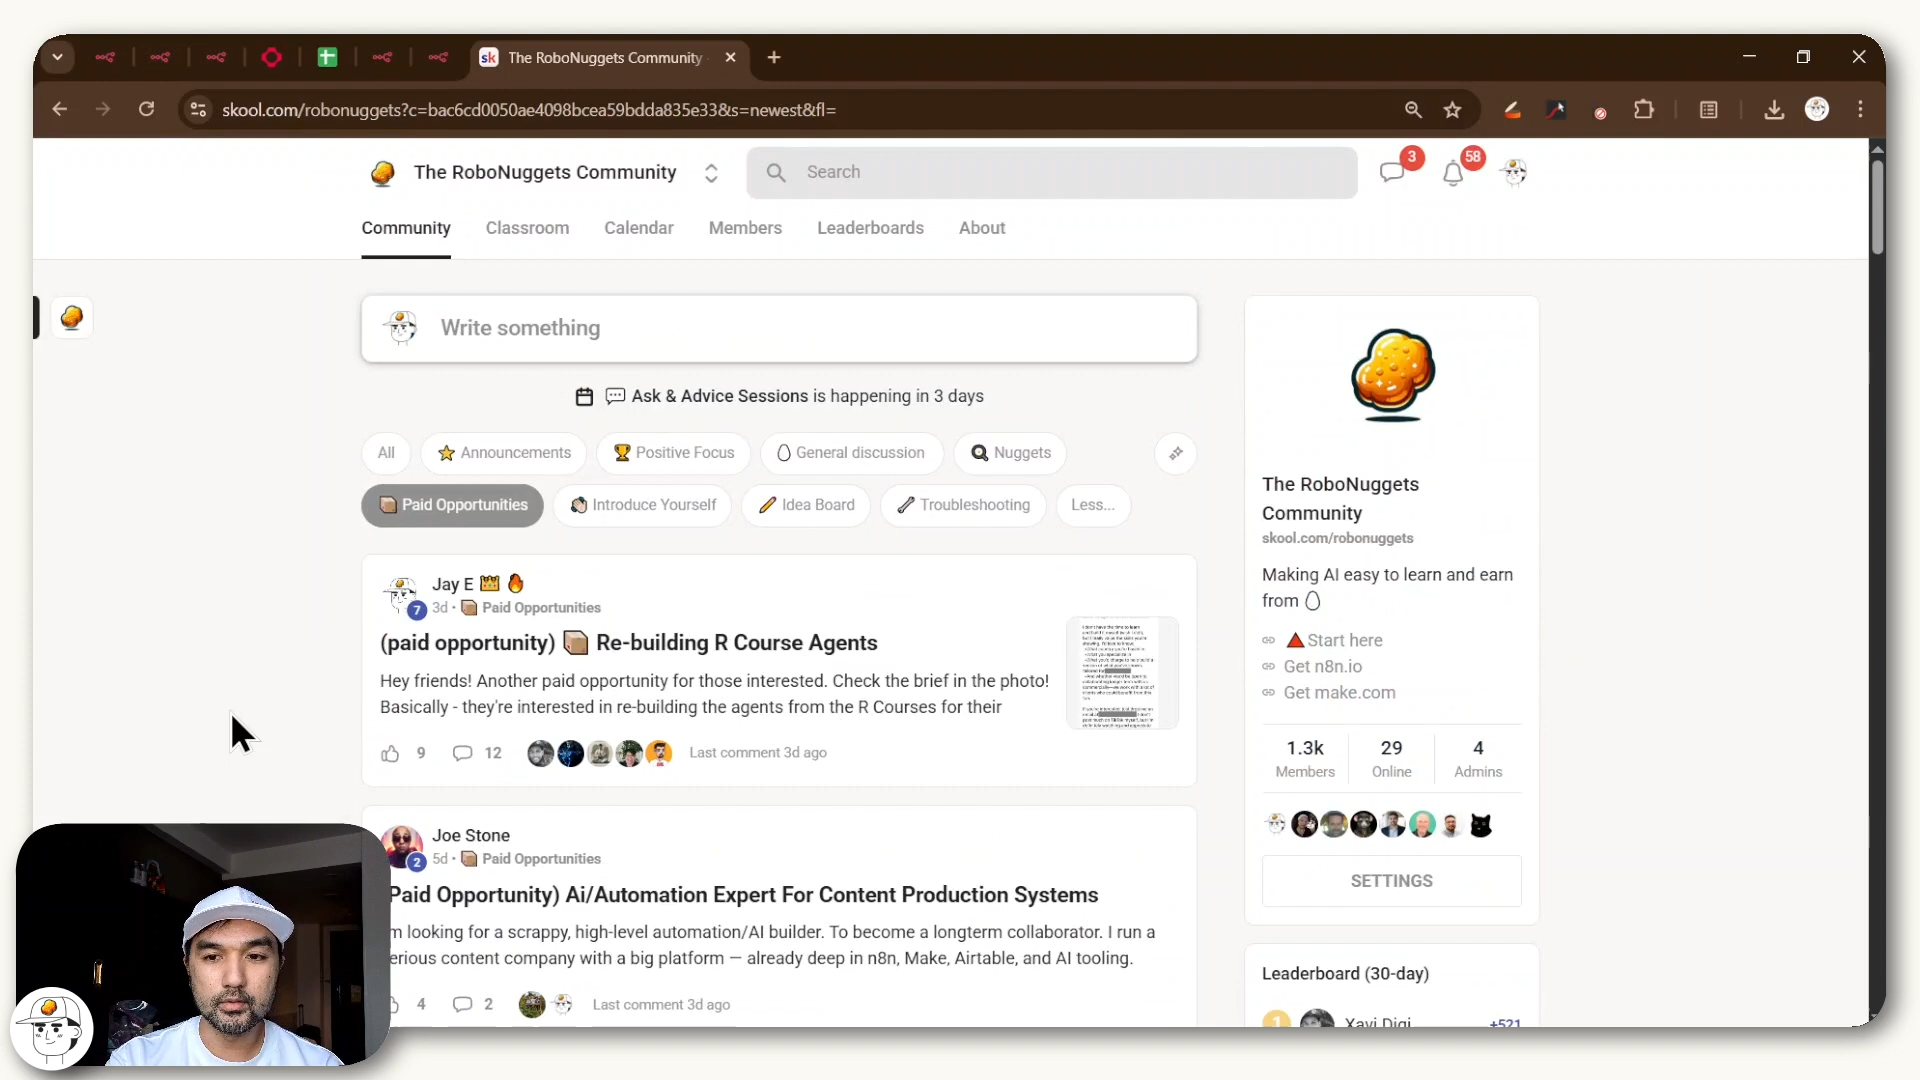 The RoboNuggets Community
skool.com/robonuggets?c=bac6cd0050ae4098bcea59bdda835e33&s=newest&fl=
The RoboNuggets Community
Search
3
58
Community
Classroom
Calendar
Members
Leaderboards
About
Write something
Ask & Advice Sessions is happening in 3 days
All
Announcements
Positive Focus
General discussion
Nuggets
Paid Opportunities
Introduce Yourself
Idea Board
Troubleshooting
Less...
Jay E
7
3d • Paid Opportunities
(paid opportunity) Re-building R Course Agents
Hey friends! Another paid opportunity for those interested. Check the brief in the photo!
Basically - they're interested in re-building the agents from the R Courses for their
9
12
Last comment 3d ago
Joe Stone
2
5d • Paid Opportunities
Paid Opportunity) Ai/Automation Expert For Content Production Systems
m looking for a scrappy, high-level automation/AI builder. To become a longterm collaborator. I run a
erious content company with a big platform — already deep in n8n, Make, Airtable, and AI tooling.
4
2
Last comment 3d ago
The RoboNuggets
Community
skool.com/robonuggets
Making AI easy to learn and earn
from
Start here
Get n8n.io
Get make.com
1.3k
Members
29
Online
4
Admins
SETTINGS
Leaderboard (30-day)
1
Xavi Digi
+521